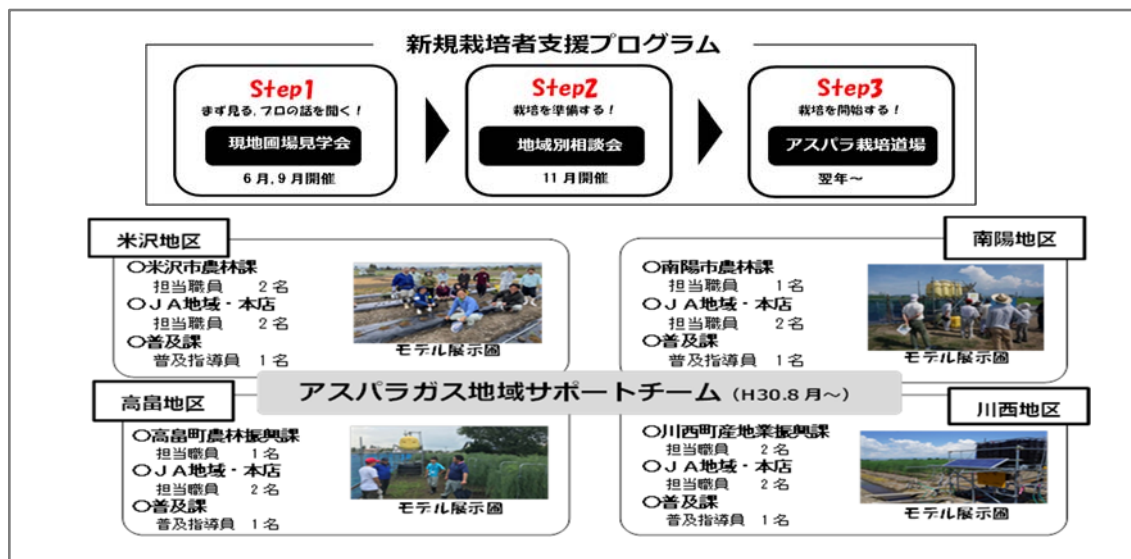 新規栽培者支援プログラム
Step1
まず見る、プロの話を聞く!
現地圃場見学会
6月,9月開催
Step2
栽培を準備する!
地域別相談会
11月開催
Step3
栽培を開始する!
アスパラ栽培道場
翌年~
米沢地区
○米沢市農林課
担当職員 2名
○JA地域・本店
担当職員 2名
○普及課
普及指導員 1名
モデル展示圃
南陽地区
○南陽市農林課
担当職員 1名
○JA地域・本店
担当職員 2名
○普及課
普及指導員 1名
モデル展示圃
アスパラガス地域サポートチーム (H30.8月~)
高畠地区
○高畠町農林振興課
担当職員 1名
○JA地域・本店
担当職員 2名
○普及課
普及指導員 1名
モデル展示圃
川西地区
○川西町産地業振興課
担当職員 2名
○JA地域・本店
担当職員 2名
○普及課
普及指導員 1名
モデル展示圃